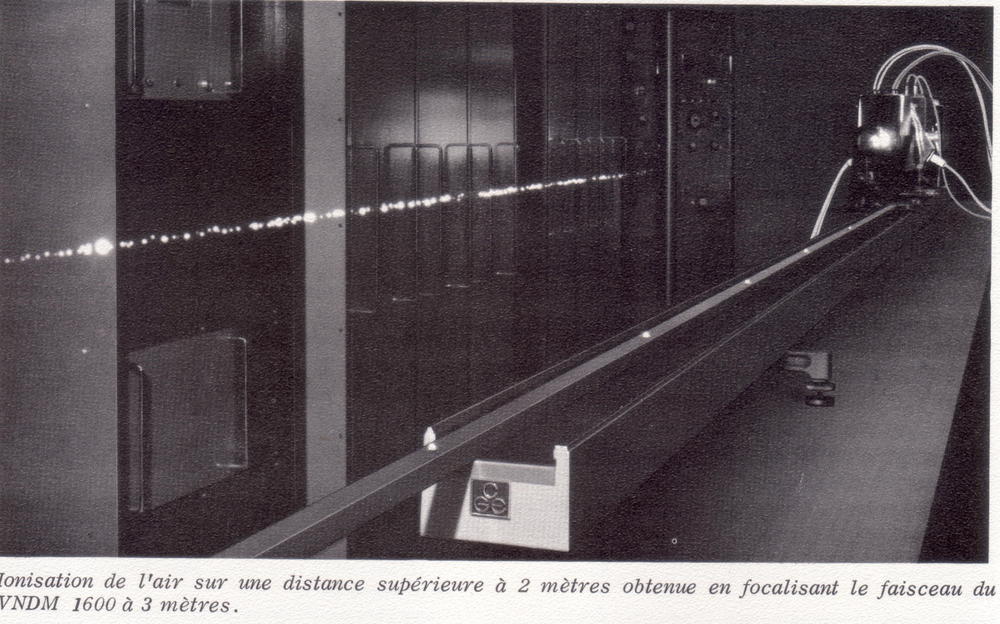 C
GE
Ionisation de l'air sur une distance supérieure à 2 mètres obtenue en focalisant le faisceau du
VNDM 1600 à 3 mètres.